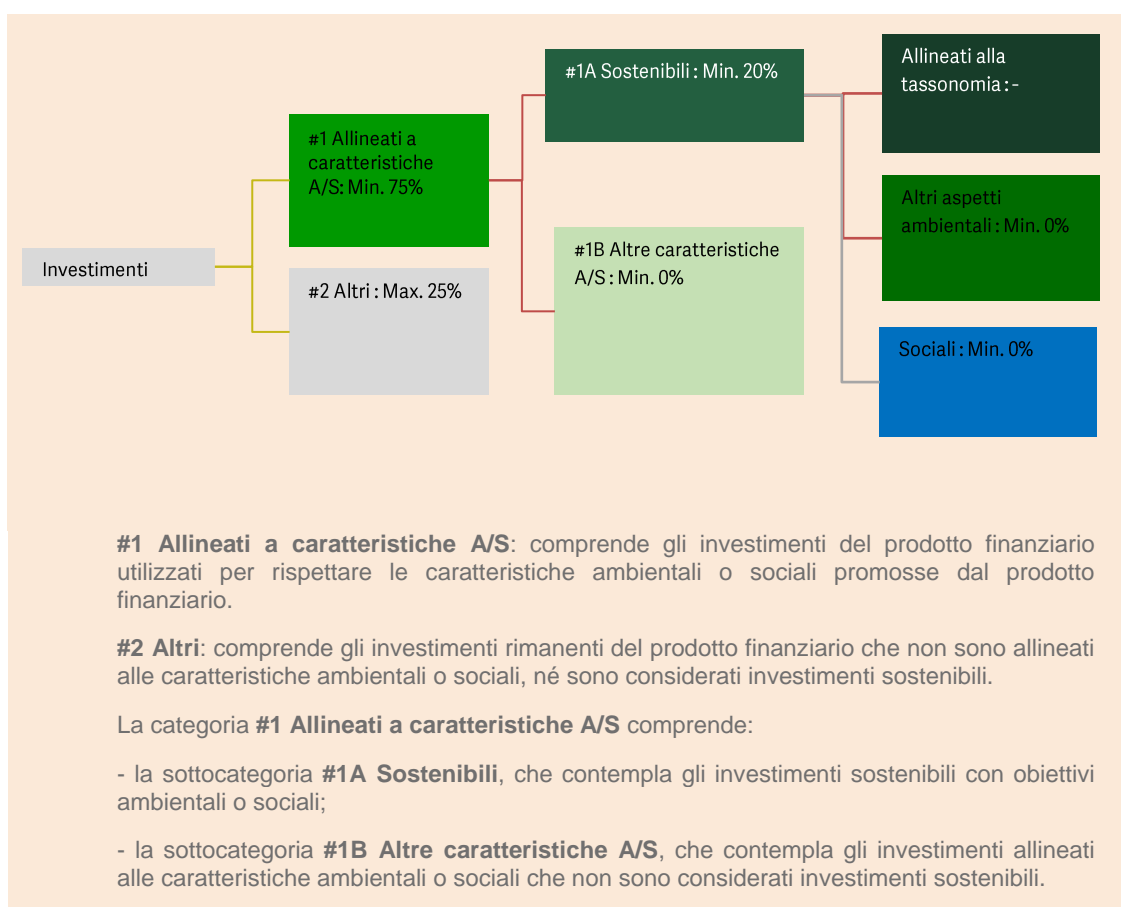 Investimenti
#1 Allineati a
caratteristiche
A/S: Min. 75%
#2 Altri : Max. 25%
#1A Sostenibili : Min. 20%
#1B Altre caratteristiche
A/S : Min. 0%
Allineati alla
tassonomia : -
Altri aspetti
ambientali : Min. 0%
Sociali : Min. 0%
#1 Allineati a caratteristiche A/S: comprende gli investimenti del prodotto finanziario
utilizzati per rispettare le caratteristiche ambientali o sociali promosse dal prodotto
finanziario.
#2 Altri: comprende gli investimenti rimanenti del prodotto finanziario che non sono allineati
alle caratteristiche ambientali o sociali, né sono considerati investimenti sostenibili.
La categoria #1 Allineati a caratteristiche A/S comprende:
- la sottocategoria #1A Sostenibili, che contempla gli investimenti sostenibili con obiettivi
ambientali o sociali;
- la sottocategoria #1B Altre caratteristiche A/S, che contempla gli investimenti allineati
alle caratteristiche ambientali o sociali che non sono considerati investimenti sostenibili.